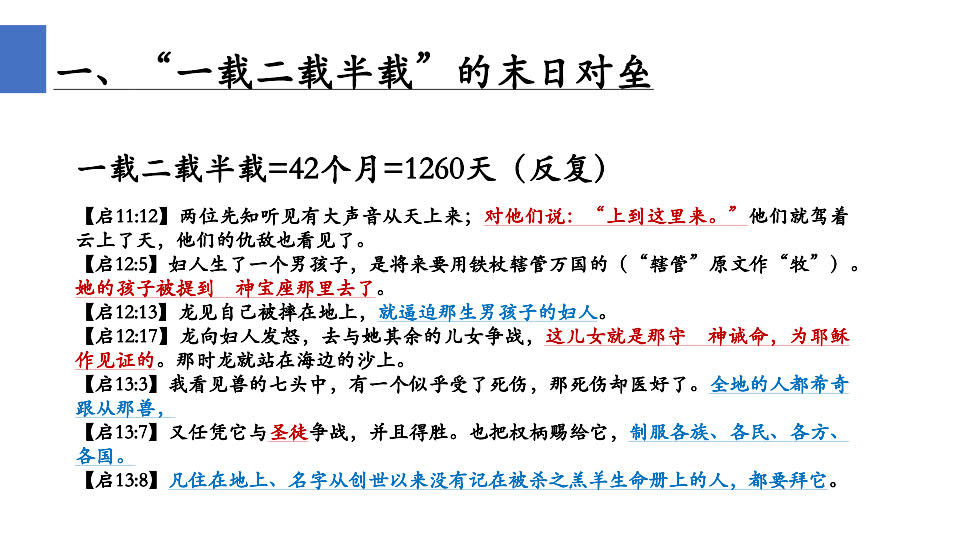 一、“一载二载半载”的末日对垒
一载二载半载=42个月=1260天（反复）
【启11:12】两位先知听见有大声音从天上来；对他们说：“上到这里来。”他们就驾着
云上了天，他们的仇敌也看见了。
【启12:5】妇人生了一个男孩子，是将来要用铁杖辖管万国的（“辖管”原文作“牧”）。
她的孩子被提到　神宝座那里去了。
【启12:13】龙见自己被摔在地上，就逼迫那生男孩子的妇人。
【启12:17】龙向妇人发怒，去与她其余的儿女争战，这儿女就是那守　神诫命，为耶稣
作见证的。那时龙就站在海边的沙上。
【启13:3】我看见兽的七头中，有一个似乎受了死伤，那死伤却医好了。全地的人都希奇
跟从那兽，
【启13:7】又任凭它与圣徒争战，并且得胜。也把权柄赐给它，制服各族、各民、各方、
各国。
【启13:8】凡住在地上、名字从创世以来没有记在被杀之羔羊生命册上的人，都要拜它。